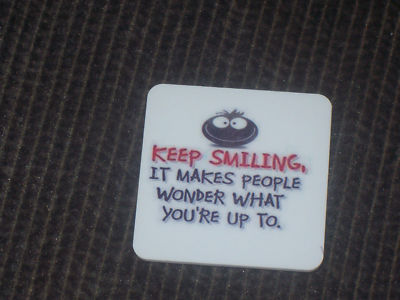 KEEP SMILING,
IT MAKES PEOPLE
WONDER WHAT
YOU'RE UP TO.